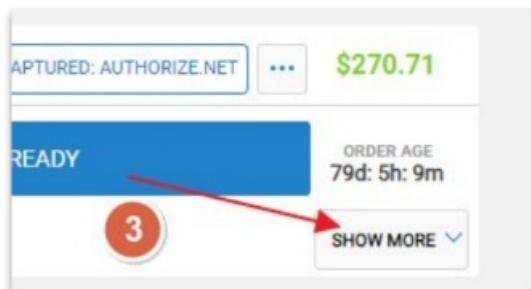 APTURED: AUTHORIZE.NET ... $270.71
READY
ORDER AGE
79d: 5h: 9m
3
SHOW MORE